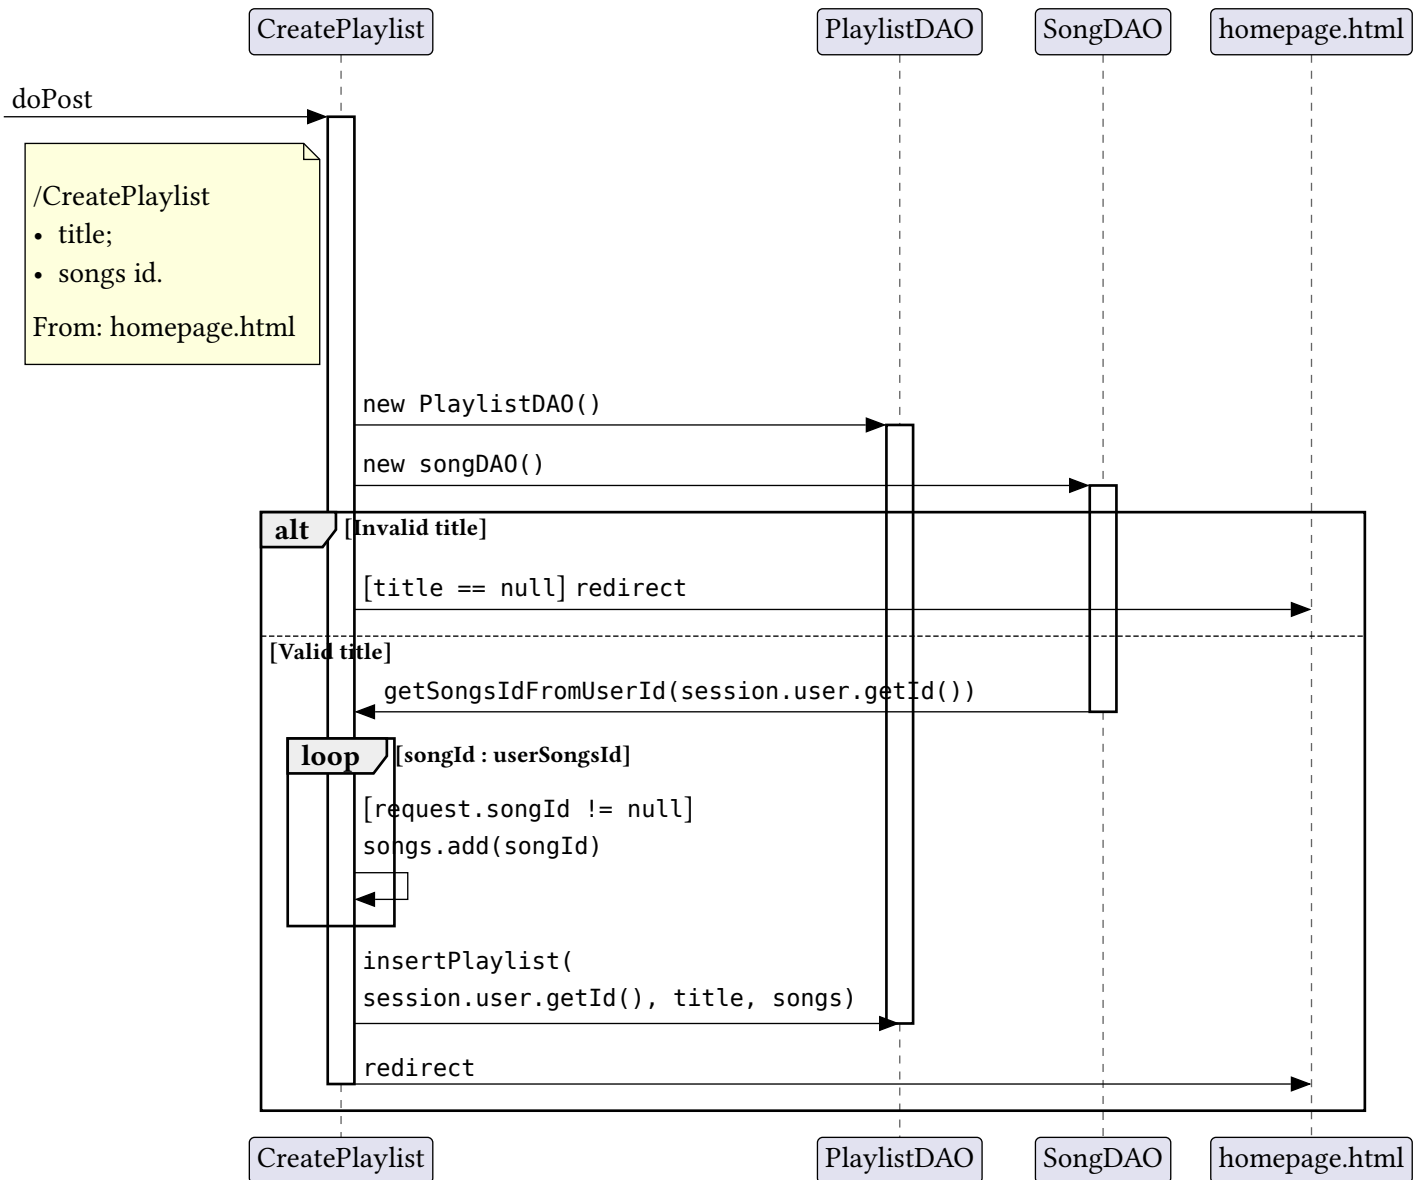 CreatePlaylist PlaylistDAO SongDAO homepage.html
doPost
/CreatePlaylist
• title;
• songs id.
From: homepage.html
new PlaylistDAO()
new songDAO()
alt [Invalid title]
[title == null] redirect
[Valid title]
getSongsIdFromUserId(session.user.getId())
loop [songId : userSongsId]
[request.songId != null]
songs.add(songId)
insertPlaylist(
session.user.getId(), title, songs)
redirect
CreatePlaylist PlaylistDAO SongDAO homepage.html